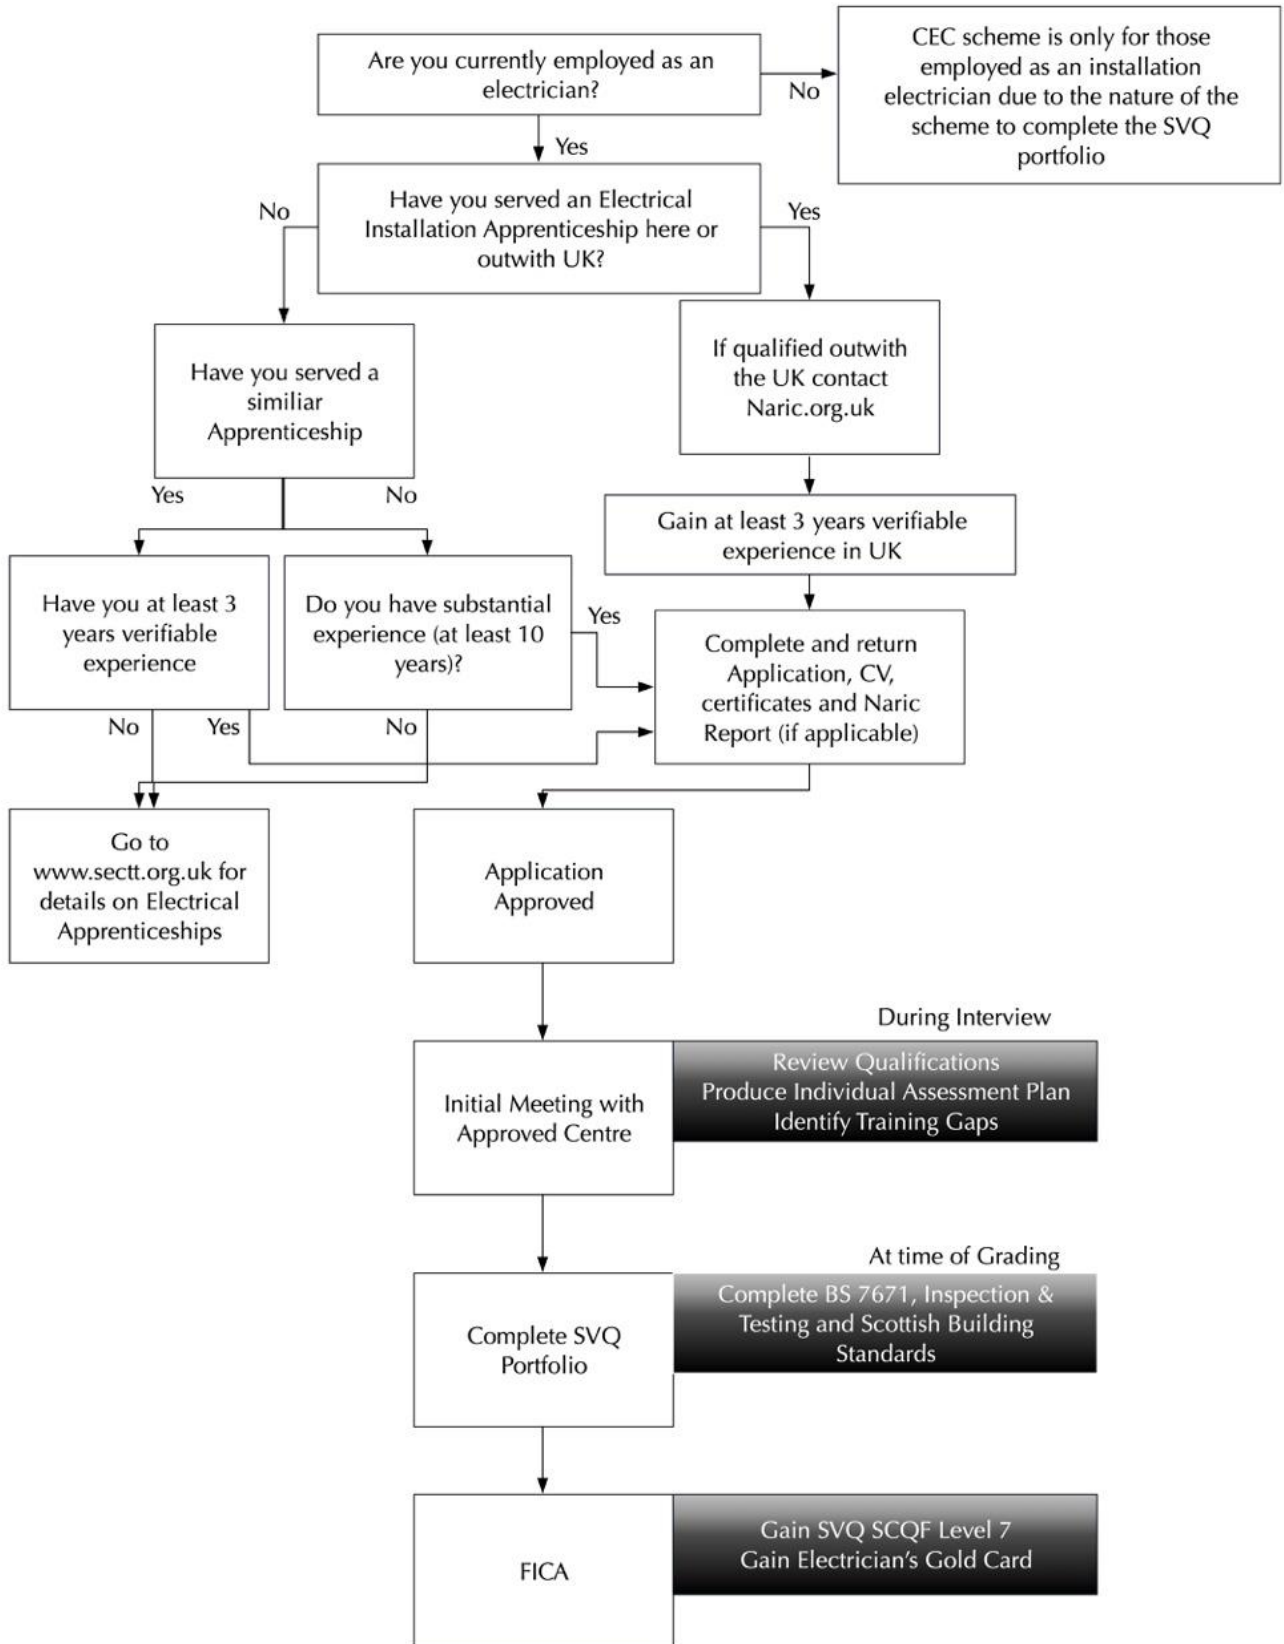 Are you currently employed as an
electrician?
No
CEC scheme is only for those
employed as an installation
electrician due to the nature of the
scheme to complete the SVQ
portfolio
Yes
Have you served an Electrical
Installation Apprenticeship here or
outwith UK?
No
Yes
Have you served a
similiar
Apprenticeship
If qualified outwith
the UK contact
Naric.org.uk
Yes
No
Gain at least 3 years verifiable
experience in UK
Have you at least 3
years verifiable
experience
Do you have substantial
experience (at least 10
years)?
Yes
Complete and return
Application, CV,
certificates and Naric
Report (if applicable)
No
Yes
No
Go to
www.sectt.org.uk for
details on Electrical
Apprenticeships
Application
Approved
During Interview
Initial Meeting with
Approved Centre
Review Qualifications
Produce Individual Assessment Plan
Identify Training Gaps
At time of Grading
Complete SVQ
Portfolio
Complete BS 7671, Inspection &
Testing and Scottish Building
Standards
FICA
Gain SVQ SCQF Level 7
Gain Electrician's Gold Card